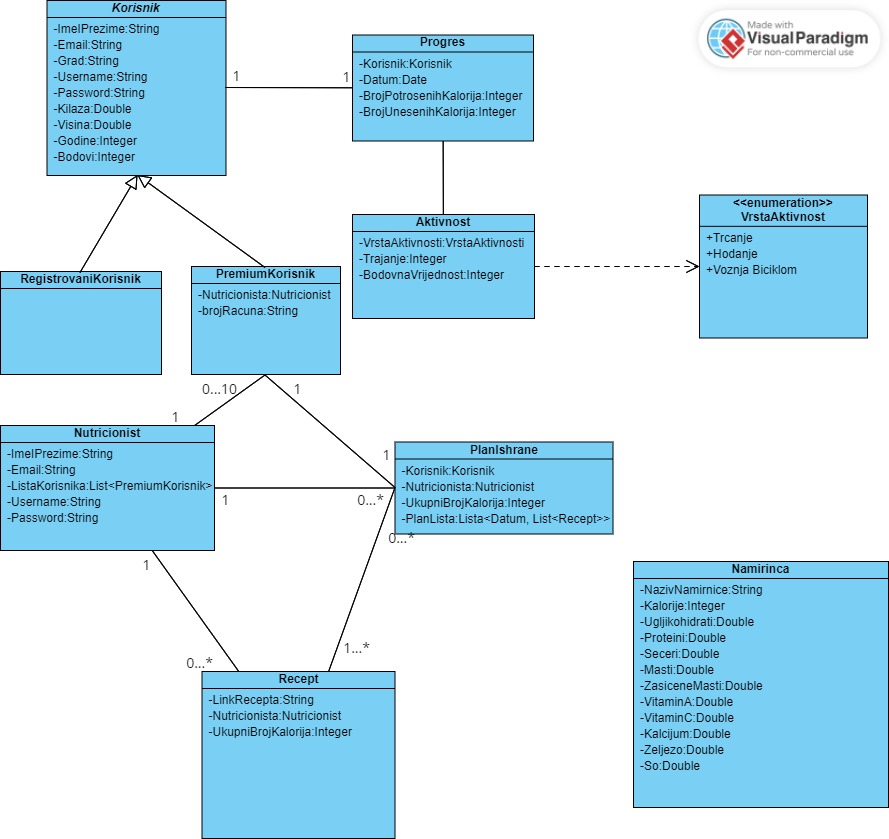 Korisnik
-ImeIPrezime:String
-Email:String
-Grad:String
-Username:String
-Password:String
-Kilaza:Double
-Visina:Double
-Godine:Integer
-Bodovi:Integer
1
1
Progres
-Korisnik:Korisnik
-Datum:Date
-BrojPotrosenihKalorija:Integer
-BrojUnesenihKalorija:Integer
Made with
VisualParadigm
For non-commercial use
Aktivnost
-VrstaAktivnosti:VrstaAktivnosti
-Trajanje:Integer
-BodovnaVrijednost:Integer
<<enumeration>>
VrstaAktivnost
+Trcanje
+Hodanje
+Voznja Biciklom
RegistrovaniKorisnik
PremiumKorisnik
-Nutricionista:Nutricionist
-brojRacuna:String
0...10
1
1
1
Nutricionist
-ImeIPrezime:String
-Email:String
-ListaKorisnika:List<PremiumKorisnik>
-Username:String
-Password:String
1
0...*
PlanIshrane
-Korisnik:Korisnik
-Nutricionista:Nutricionist
-UkupniBrojKalorija:Integer
-PlanLista:Lista<Datum, List<Recept>>
0...*
1
0...*
1...*
Recept
-LinkRecepta:String
-Nutricionista:Nutricionist
-UkupniBrojKalorija:Integer
Namirinca
-NazivNamirnice:String
-Kalorije:Integer
-Ugljikohidrati:Double
-Proteini:Double
-Seceri:Double
-Masti:Double
-ZasiceneMasti:Double
-VitaminA:Double
-VitaminC:Double
-Kalcijum:Double
-Zeljezo:Double
-So:Double